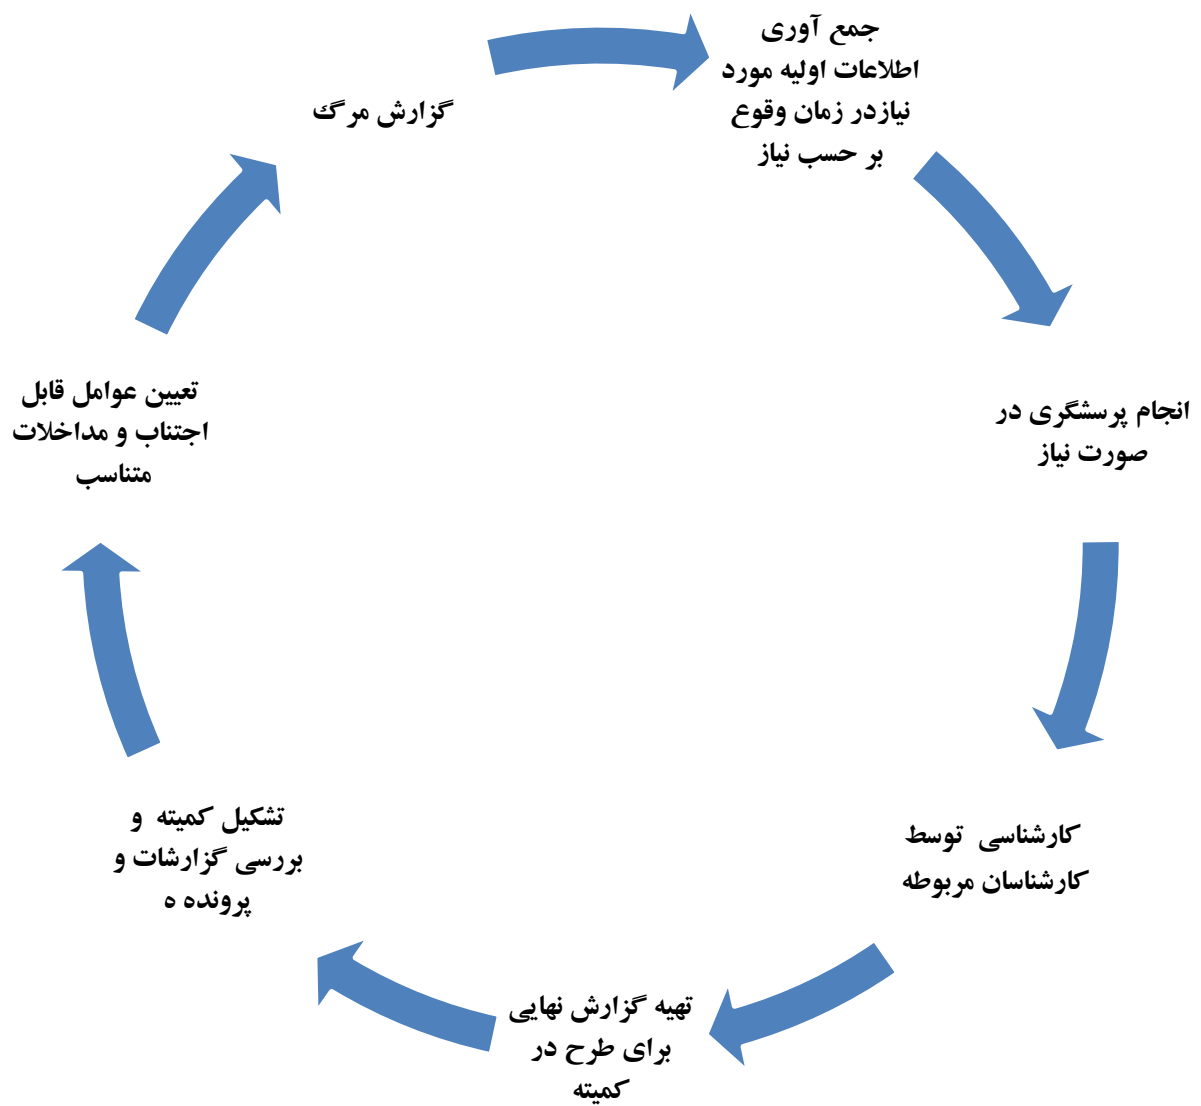 گزارش مرگ
جمع آوری
اطلاعات اولیه مورد
نیازدر زمان وقوع
بر حسب نیاز
انجام پرسشگری در
صورت نیاز
کارشناسی توسط
کارشناسان مربوطه
تهیه گزارش نهایی
برای طرح در
کمیته
تشکیل کمیته و
بررسی گزارشات و
پرونده ه
تعیین عوامل قابل
اجتناب و مداخلات
متناسب